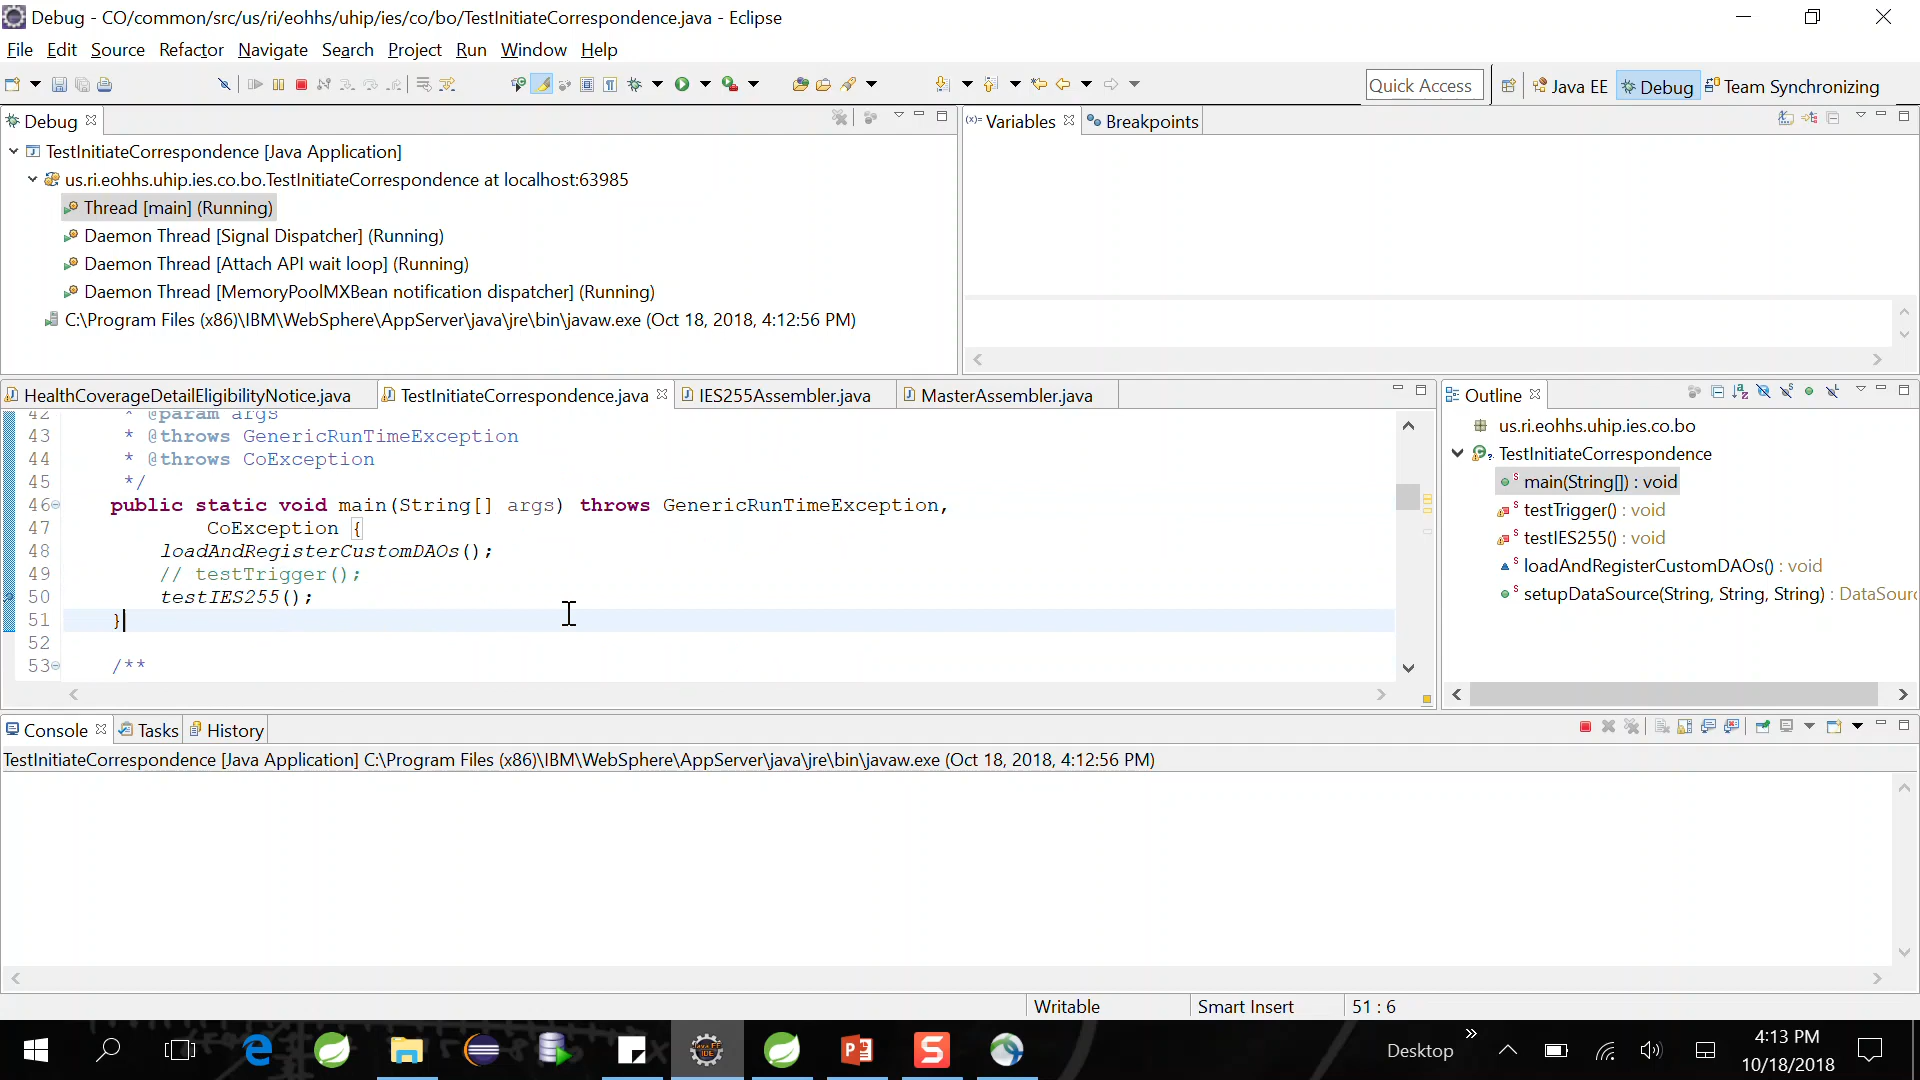 Debug - CO/common/src/us/ri/eohhs/uhip/ies/co/bo/TestInitiateCorrespondence.java - Eclipse
File Edit Source Refactor Navigate Search Project Run Window Help
Quick Access
Java EE
Debug
Team Synchronizing
Debug
TestInitiateCorrespondence [Java Application]
us.ri.eohhs.uhip.ies.co.bo.TestInitiateCorrespondence at localhost:63985
Thread [main] (Running)
Daemon Thread [Signal Dispatcher] (Running)
Daemon Thread [Attach API wait loop] (Running)
Daemon Thread [MemoryPoolMXBean notification dispatcher] (Running)
C:\Program Files (x86)\IBM\WebSphere\AppServer\java\jre\bin\javaw.exe (Oct 18, 2018, 4:12:56 PM)
(x)= Variables
Breakpoints
HealthCoverageDetailEligibilityNotice.java
TestInitiateCorrespondence.java
IES255Assembler.java
MasterAssembler.java
42 * @param args
43 * @throws GenericRunTimeException
44 * @throws CoException
45 */
46 public static void main(String[] args) throws GenericRunTimeException,
47 CoException {
48 loadAndRegisterCustomDAOs();
49 // testTrigger();
50 testIES255();
51 }
52
53 /**
Outline
us.ri.eohhs.uhip.ies.co.bo
TestInitiateCorrespondence
main(String[]) : void
testTrigger() : void
testIES255() : void
loadAndRegisterCustomDAOs() : void
setupDataSource(String, String, String) : DataSourc
Console
Tasks
History
TestInitiateCorrespondence [Java Application] C:\Program Files (x86)\IBM\WebSphere\AppServer\java\jre\bin\javaw.exe (Oct 18, 2018, 4:12:56 PM)
Writable
Smart Insert
51 : 6
Desktop
4:13 PM
10/18/2018